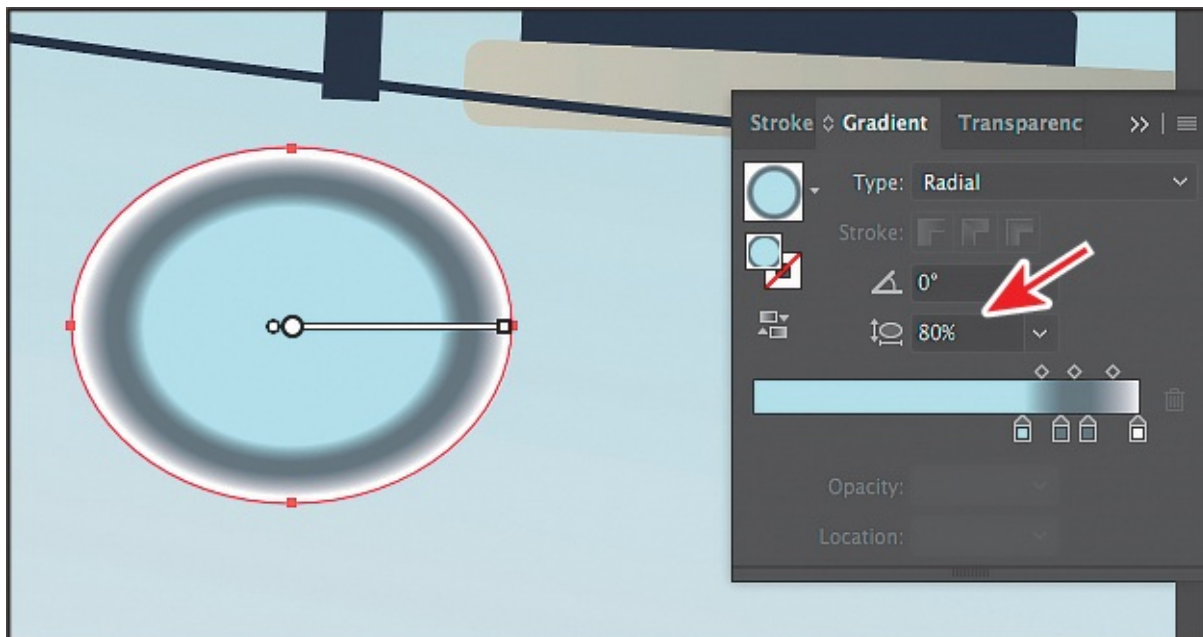 Stroke Gradient Transparenc
Type: Radial
Stroke:
0°
80%
Opacity:
Location: